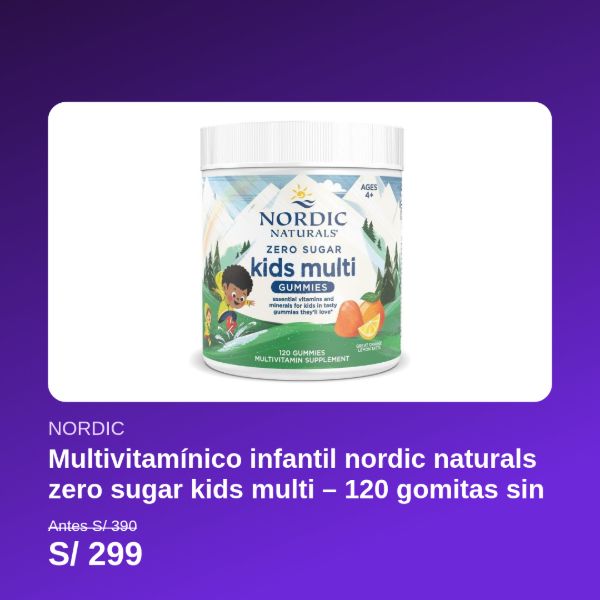 AGES
4+
NORDIC
NATURALS
ZERO SUGAR
kids multi
GUMMIES
essential vitamins and
minerals for kids in tasty
gummies they'll love*
120 GUMMIES
MULTIVITAMIN SUPPLEMENT
NORDIC
Multivitamínico infantil nordic naturals
zero sugar kids multi – 120 gomitas sin
Antes S/ 390
S/ 299